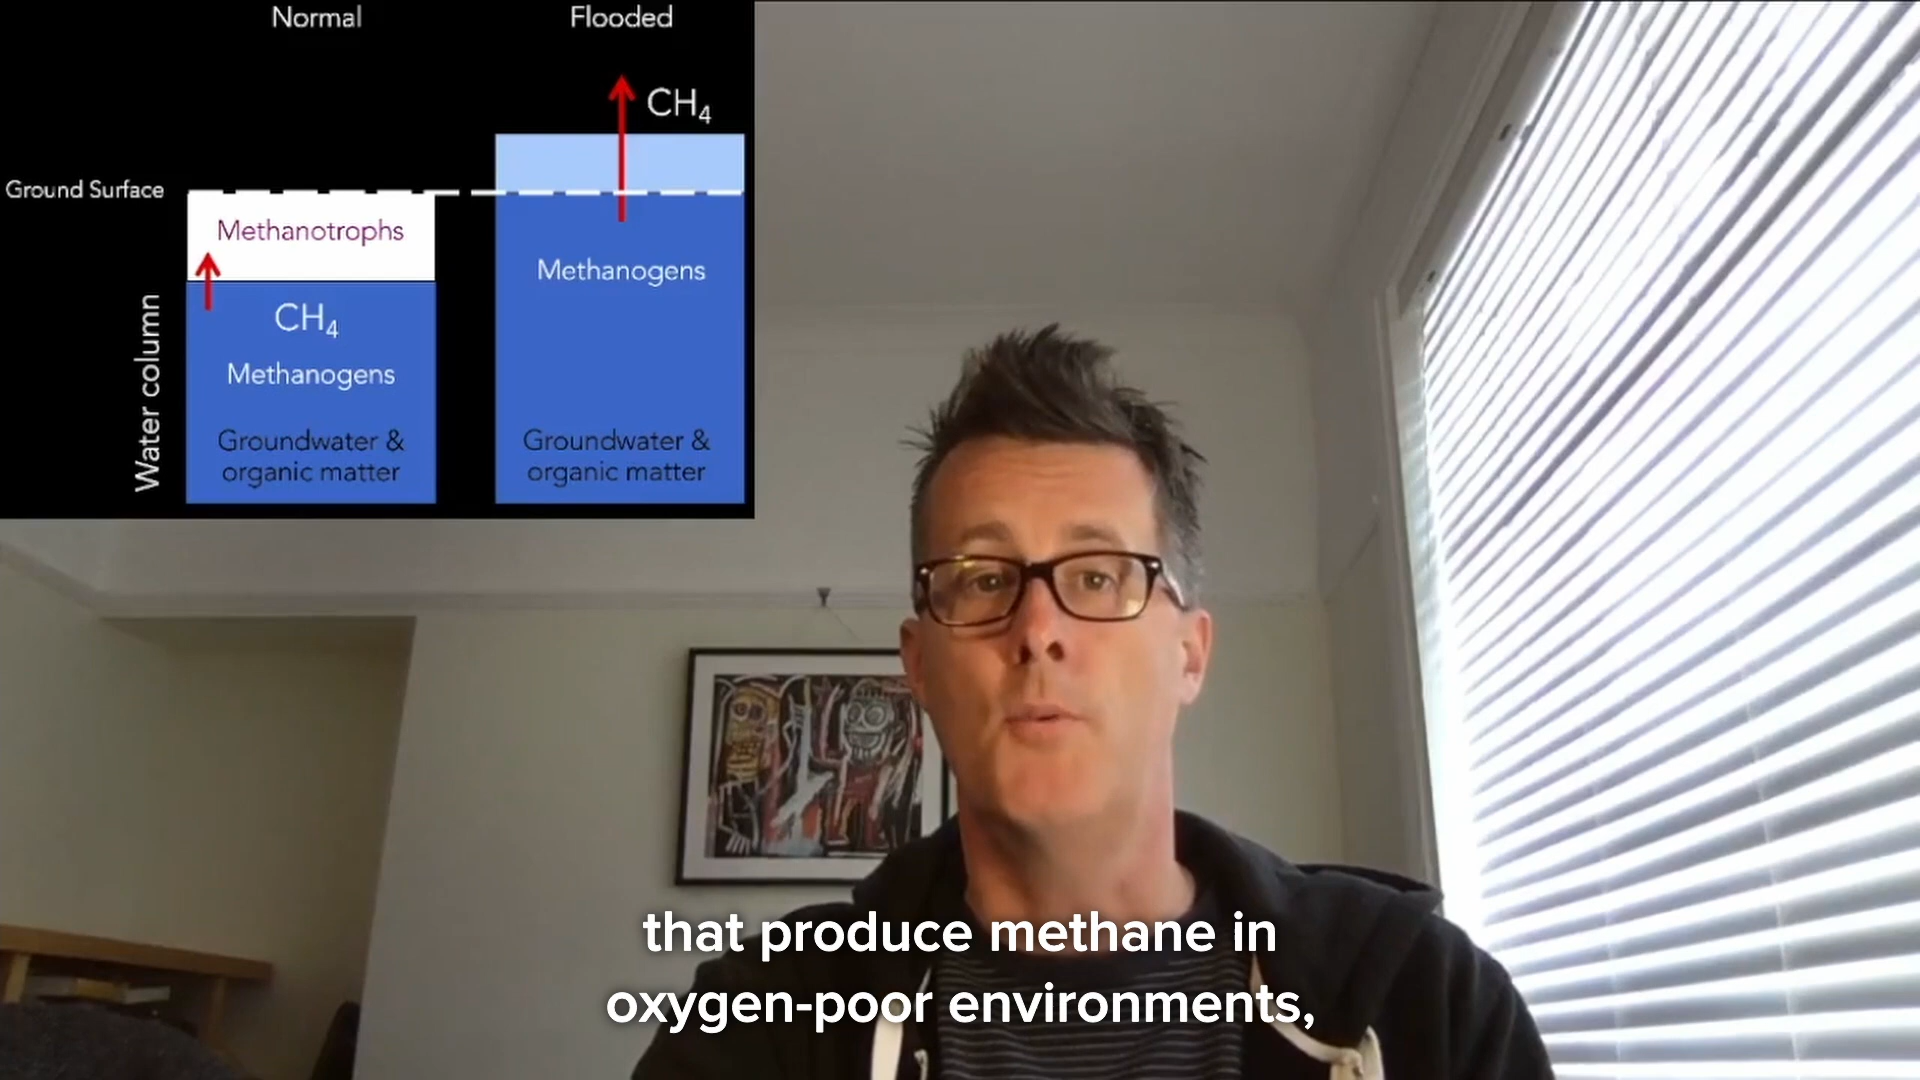 Normal
Flooded
CH₄
Ground Surface
Methanotrophs
Methanogens
CH₄
Methanogens
Water column
Groundwater &
organic matter
Groundwater &
organic matter
that produce methane in
oxygen-poor environments,